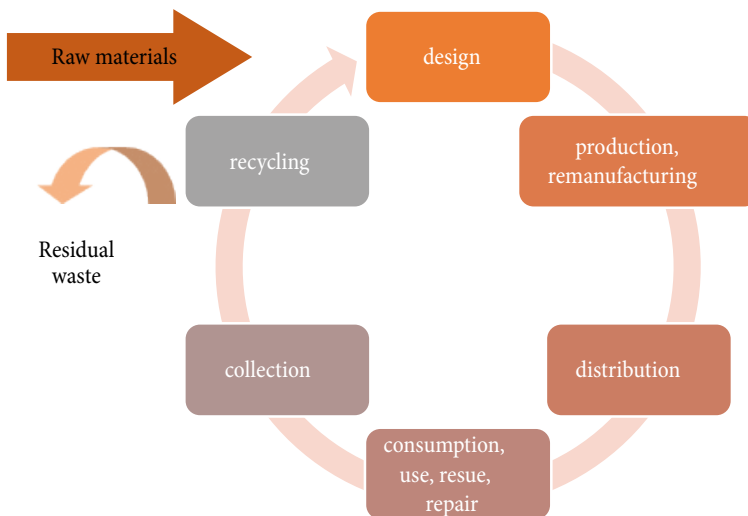 Raw materials
design
production,
remanufacturing
distribution
consumption,
use, resue,
repair
collection
recycling
Residual
waste